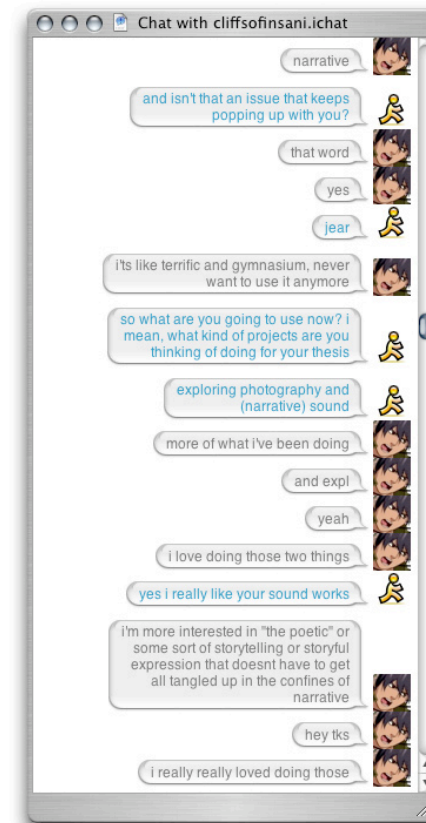 Chat with cliffsofinsani.ichat
narrative
and isn't that an issue that keeps
popping up with you?
that word
yes
jear
i'ts like terrific and gymnasium, never
want to use it anymore
so what are you going to use now? i
mean, what kind of projects are you
thinking of doing for your thesis
exploring photography and
(narrative) sound
more of what i've been doing
and expl
yeah
i love doing those two things
yes i really like your sound works
i'm more interested in "the poetic" or
some sort of storytelling or storyful
expression that doesnt have to get
all tangled up in the confines of
narrative
hey tks
i really really loved doing those